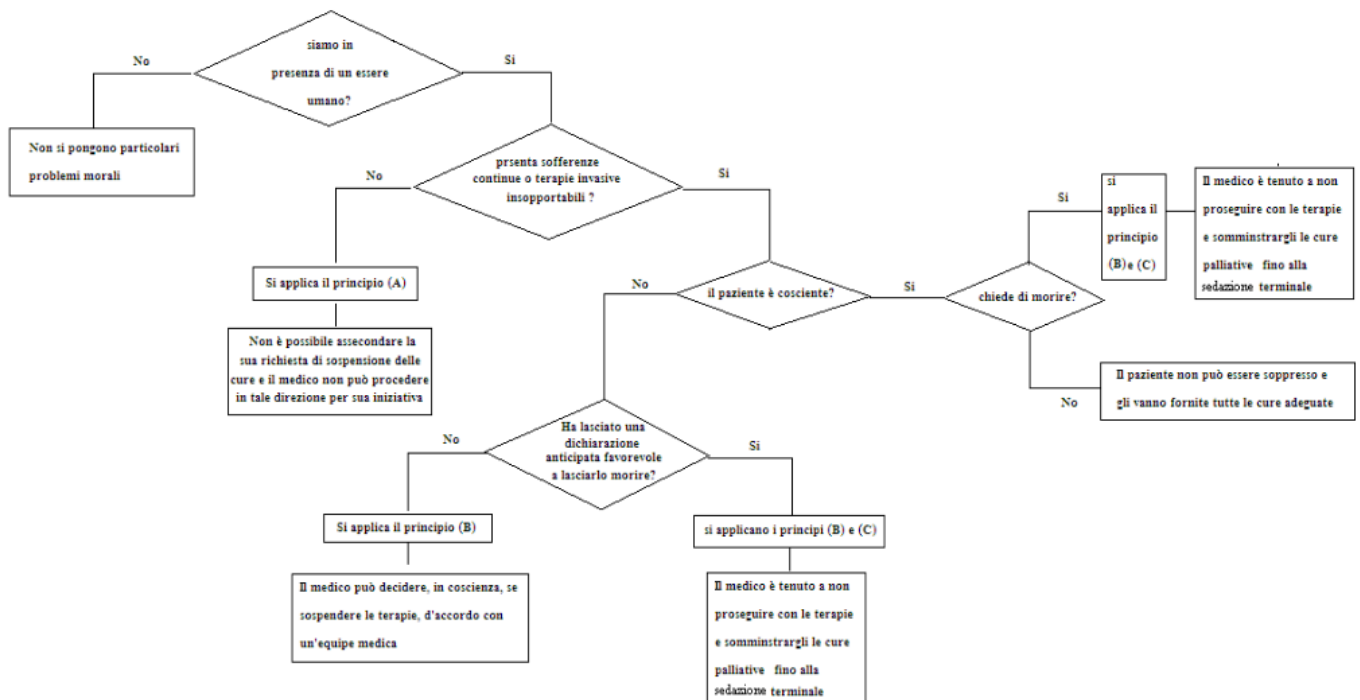 siamo in
presenza di un essere
umano?
No
Si
Non si pongono particolari
problemi morali
prsenta sofferenze
continue o terapie invasive
insopportabili ?
No
Si
Si applica il principio (A)
Non è possibile assecondare la
sua richiesta di sospensione delle
cure e il medico non può procedere
in tale direzione per sua iniziativa
il paziente è cosciente?
No
Si
chiede di morire?
Si
si
applica il
principio
(B) e (C)
Il medico è tenuto a non
proseguire con le terapie
e somminstrargli le cure
palliative fino alla
sedazione terminale
No
Il paziente non può essere soppresso e
gli vanno fornite tutte le cure adeguate
Ha lasciato una
dichiarazione
anticipata favorevole
a lasciarlo morire?
No
Si
Si applica il principio (B)
Il medico può decidere, in coscienza, se
sospendere le terapie, d'accordo con
un'equipe medica
si applicano i principi (B) e (C)
Il medico è tenuto a non
proseguire con le terapie
e somminstrargli le cure
palliative fino alla
sedazione terminale